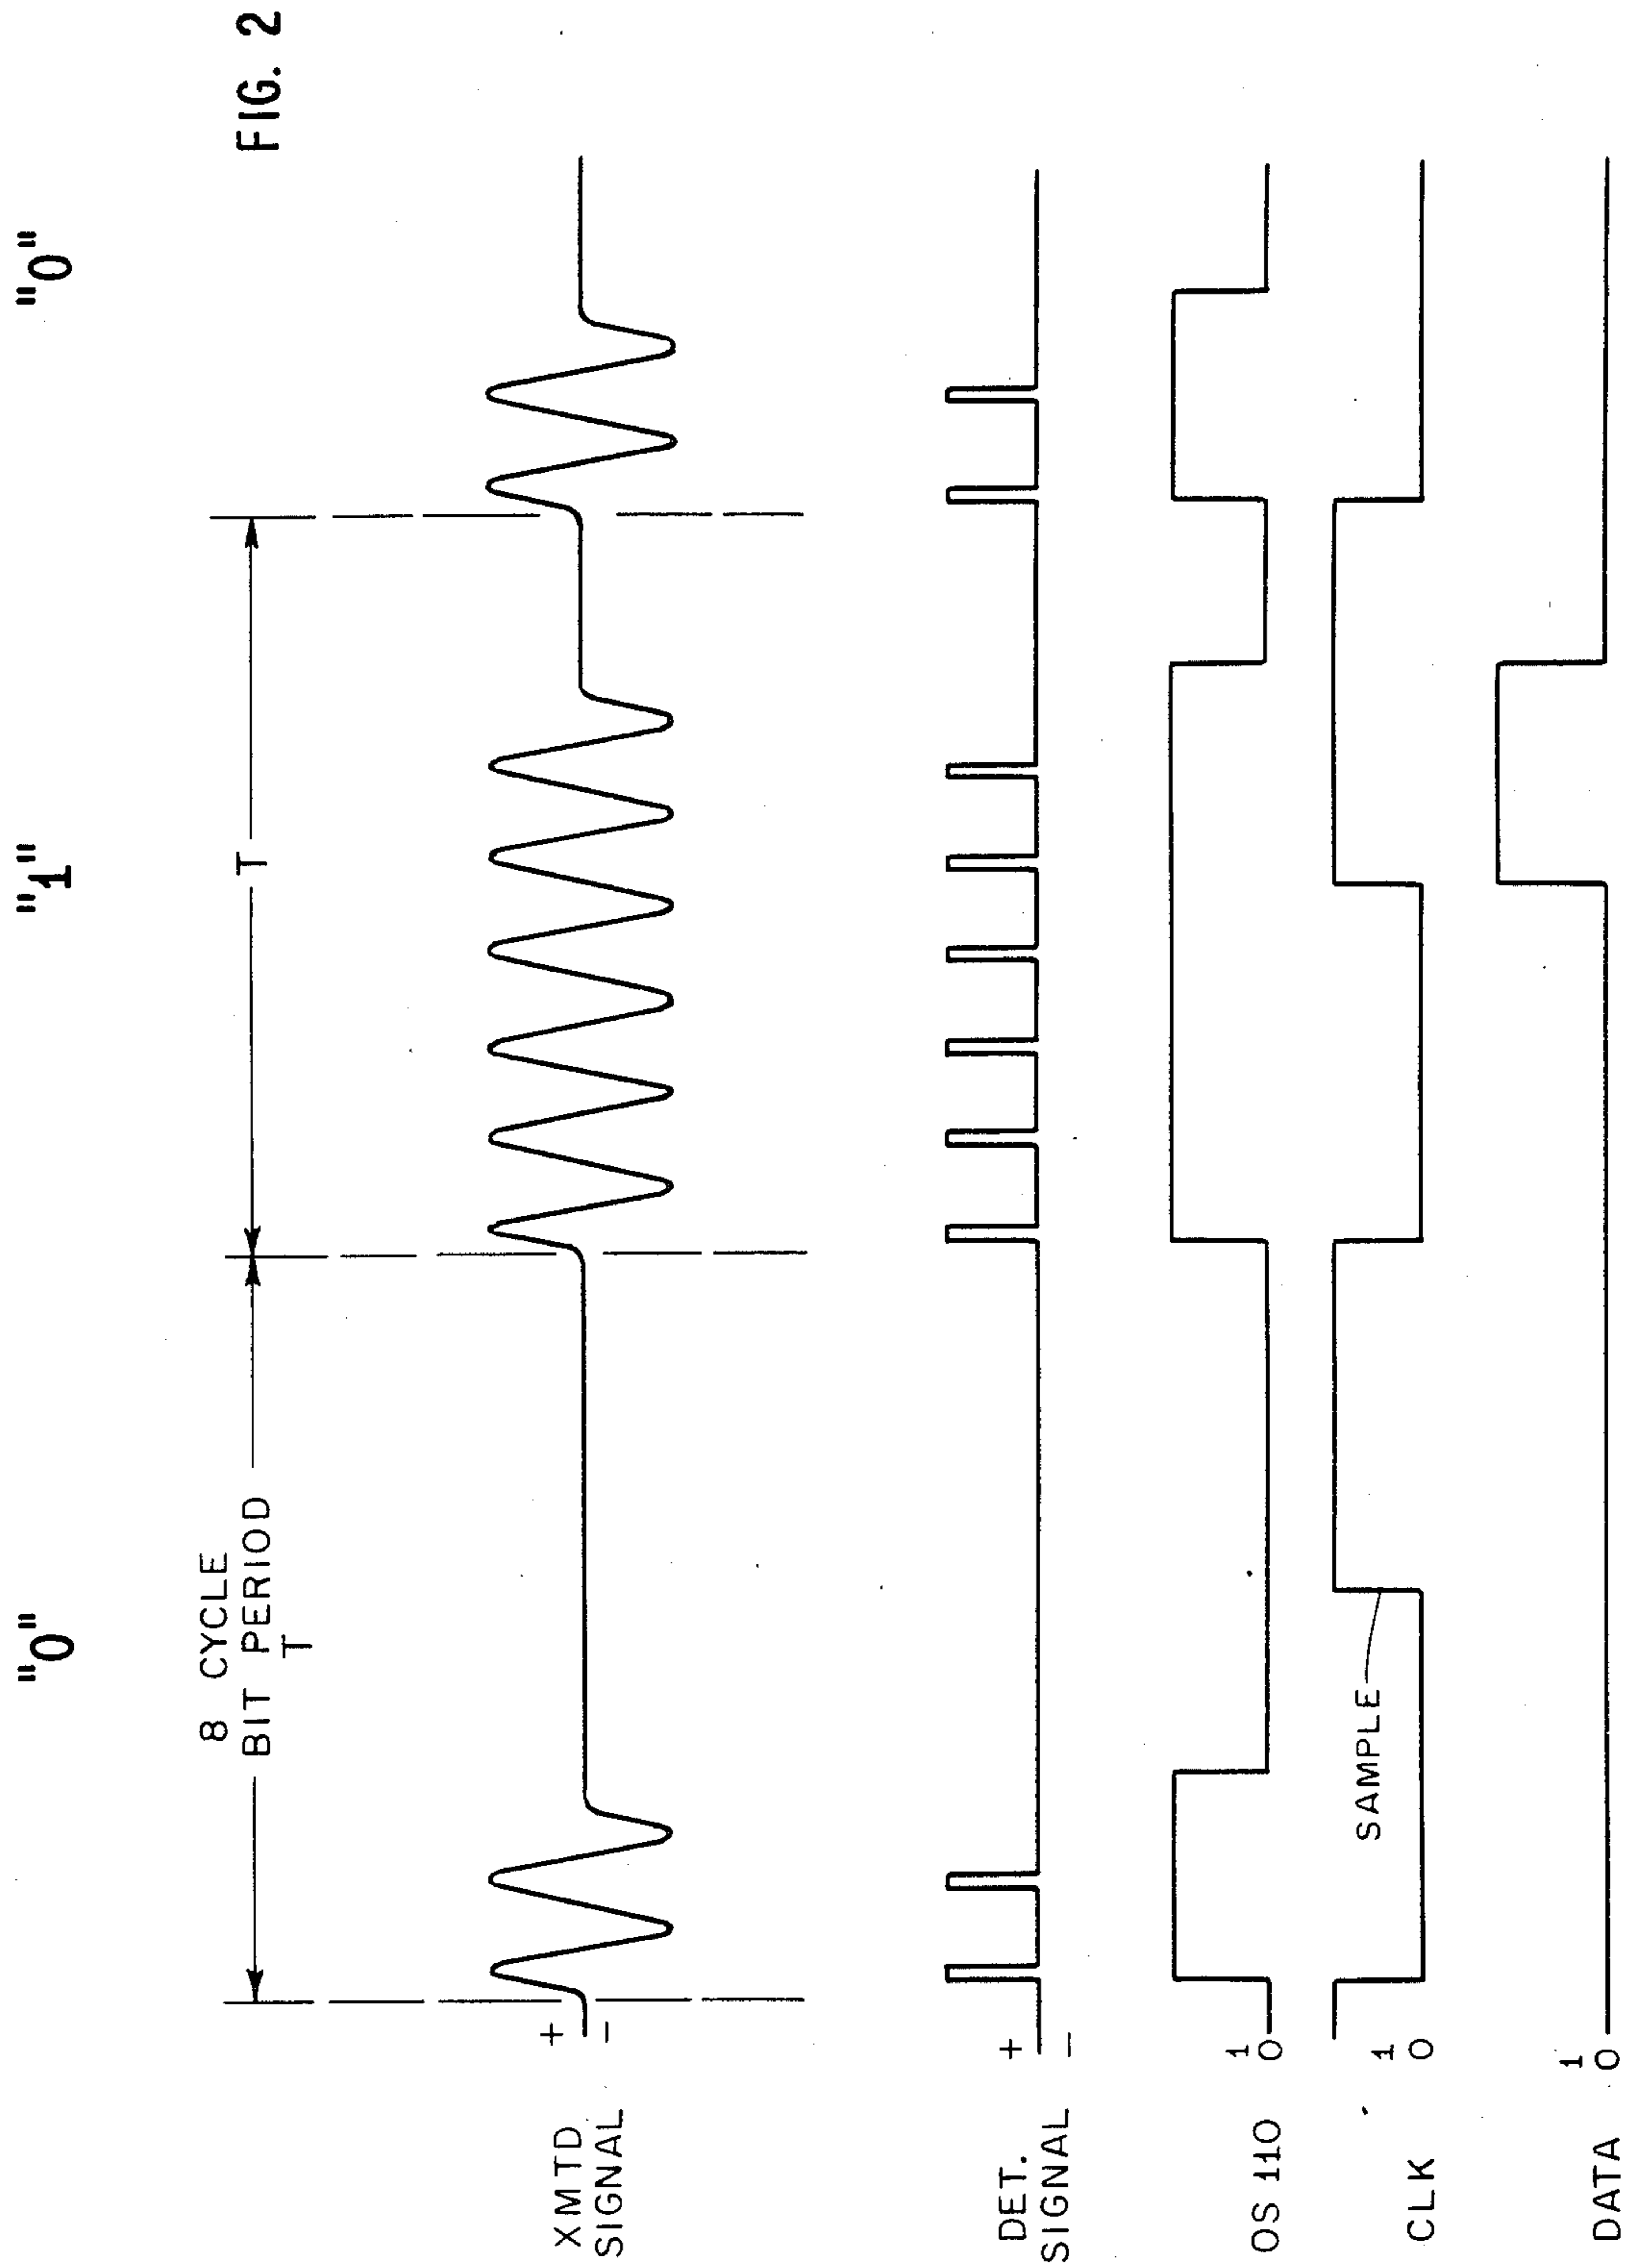 "0" "1" "0"
FIG. 2
8 CYCLE
BIT PERIOD
T
T
XMTD
SIGNAL
+
−
DET.
SIGNAL
+
−
OS 110
1
0
SAMPLE
CLK
1
0
DATA
1
0